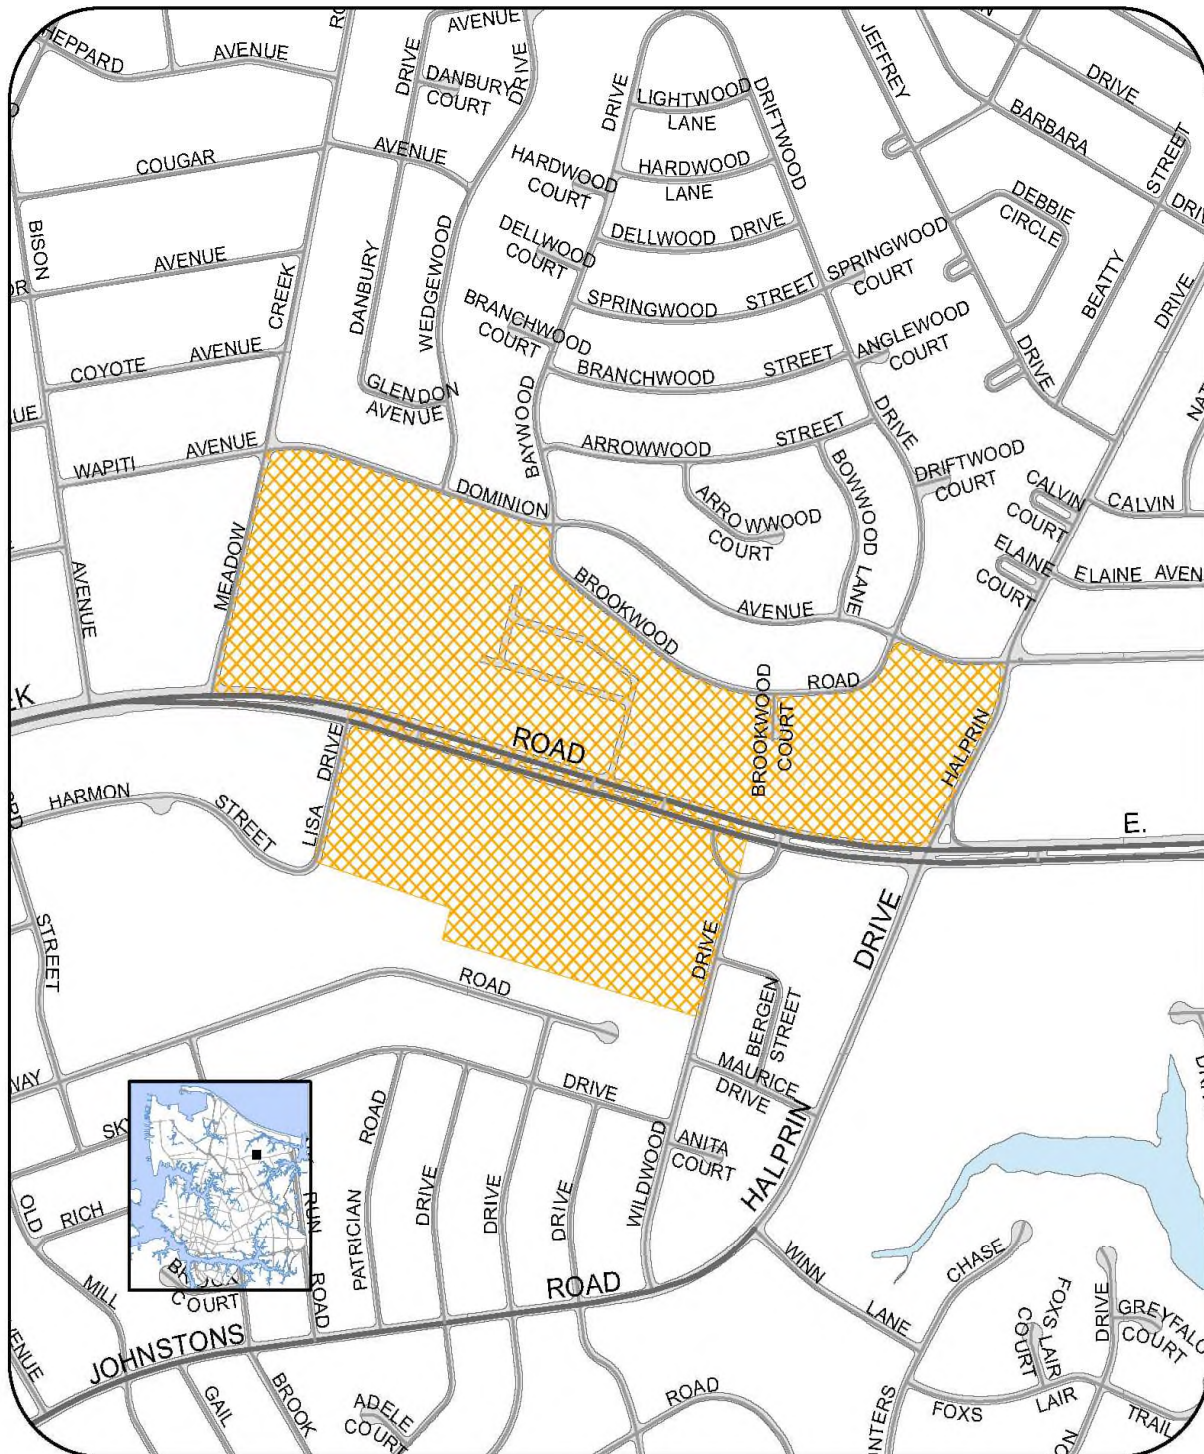 AVENUE
HEPPARD
AVENUE
DRIVE
DRIVE
DANBURY
COURT
DRIVE
LIGHTWOOD
LANE
DRIFTWOOD
JEFFREY
DRIVE
BARBARA
STREET
COUGAR
AVENUE
HARDWOOD
COURT
HARDWOOD
LANE
DEBBIE
CIRCLE
BISON
AVENUE
DANBURY
WEDGEWOOD
DELLWOOD
COURT
DELLWOOD DRIVE
SPRINGWOOD
COURT
BEATTY
DRIVE
CREEK
BRANCHWOOD
COURT
SPRINGWOOD STREET
ANGLEWOOD
COURT
COYOTE AVENUE
GLENDON
AVENUE
BAYWOOD
BRANCHWOOD STREET
DRIVE
WAPITI AVENUE
ARROWWOOD STREET
DRIVE
DRIFTWOOD
COURT
DOMINION
ARROWWOOD
COURT
BOWWOOD LANE
CALVIN
COURT
CALVIN
ELAINE
COURT
ELAINE AVEN
AVENUE
MEADOW
BROOKWOOD
AVENUE
ROAD
BROOKWOOD
COURT
ROAD
HALPRIN
E.
HARMON
STREET
LISA DRIVE
STREET
DRIVE
DRIVE
ROAD
BERGEN
STREET
WAY
MAURICE
DRIVE
DRIVE
SK
ANITA
COURT
HALPRIN
OLD
RICH
RUN
ROAD
PATRICIAN
ROAD
DRIVE
DRIVE
DRIVE
WILDWOOD
WINN
LANE
CHASE
FOXS LAIR
COURT
DRIVE
GREYFALC
COURT
MILL
COURT
ROAD
JOHNSTONS
GAIL
BROOK
ADELE
COURT
ROAD
NTERS
FOXS
LAIR
TRAIL